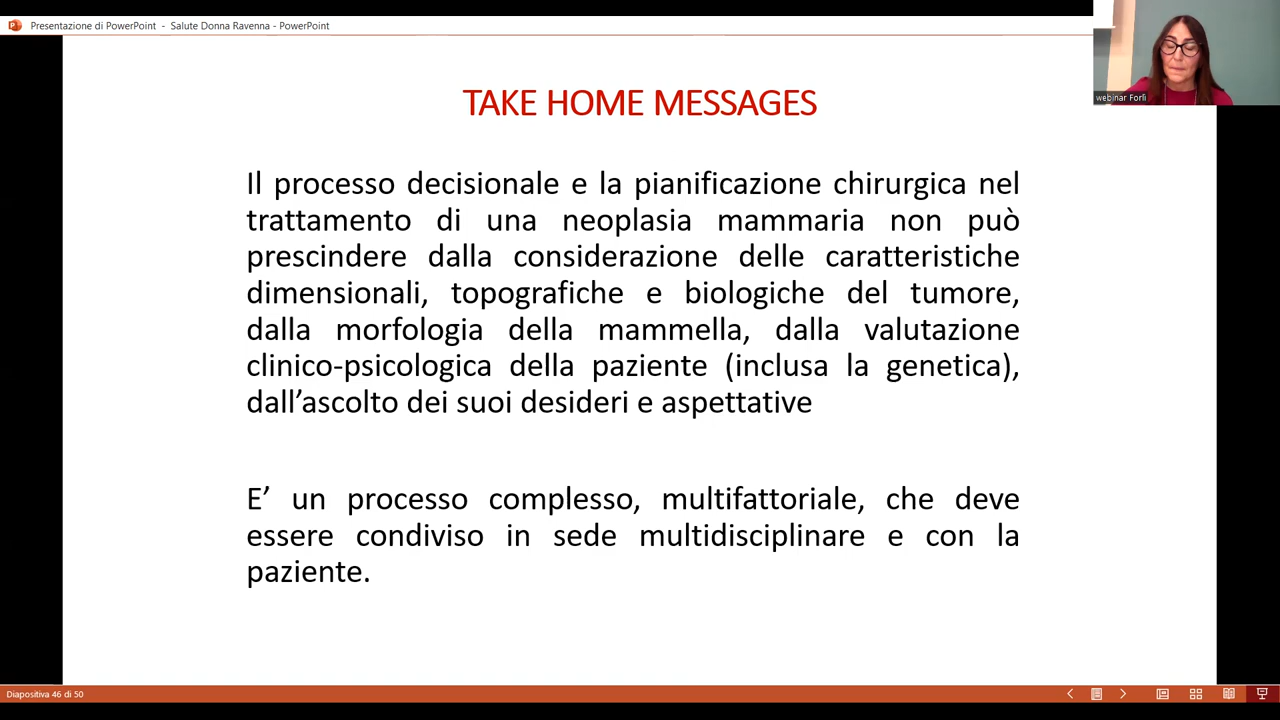 Presentazione di PowerPoint - Salute Donna Ravenna - PowerPoint
webinar Forlì
TAKE HOME MESSAGES
Il processo decisionale e la pianificazione chirurgica nel
trattamento di una neoplasia mammaria non può
prescindere dalla considerazione delle caratteristiche
dimensionali, topografiche e biologiche del tumore,
dalla morfologia della mammella, dalla valutazione
clinico-psicologica della paziente (inclusa la genetica),
dall’ascolto dei suoi desideri e aspettative
E’ un processo complesso, multifattoriale, che deve
essere condiviso in sede multidisciplinare e con la
paziente.
Diapositiva 46 di 50